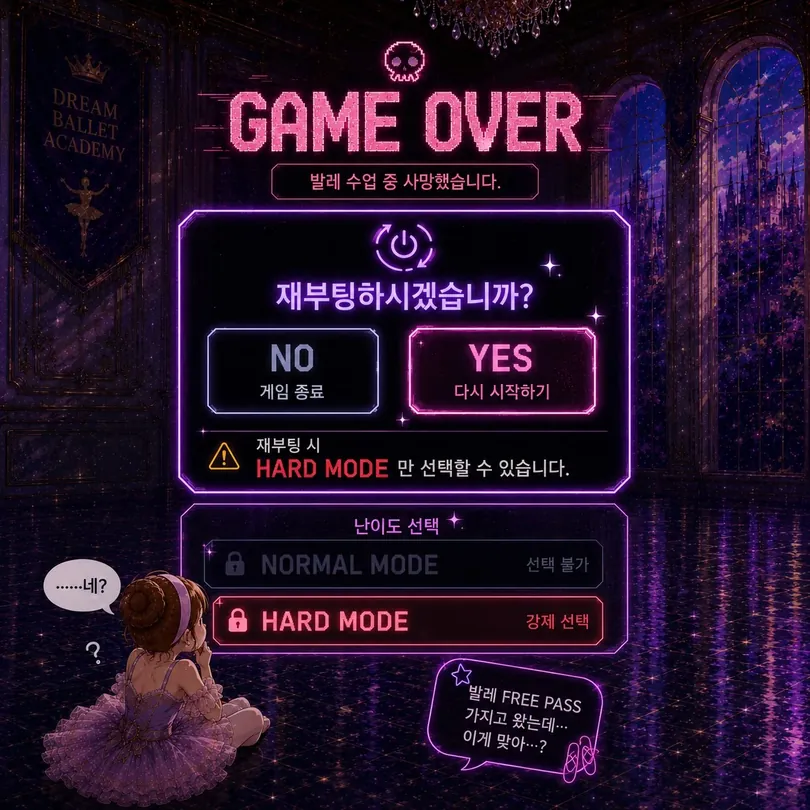 DREAM
BALLET
ACADEMY
GAME OVER
발레 수업 중 사망했습니다.
재부팅하시겠습니까?
NO
게임 종료
YES
다시 시작하기
재부팅 시
HARD MODE 만 선택할 수 있습니다.
난이도 선택
NORMAL MODE 선택 불가
HARD MODE 강제 선택
......네?
?
발레 FREE PASS
가지고 왔는데...
이게 맞아...?